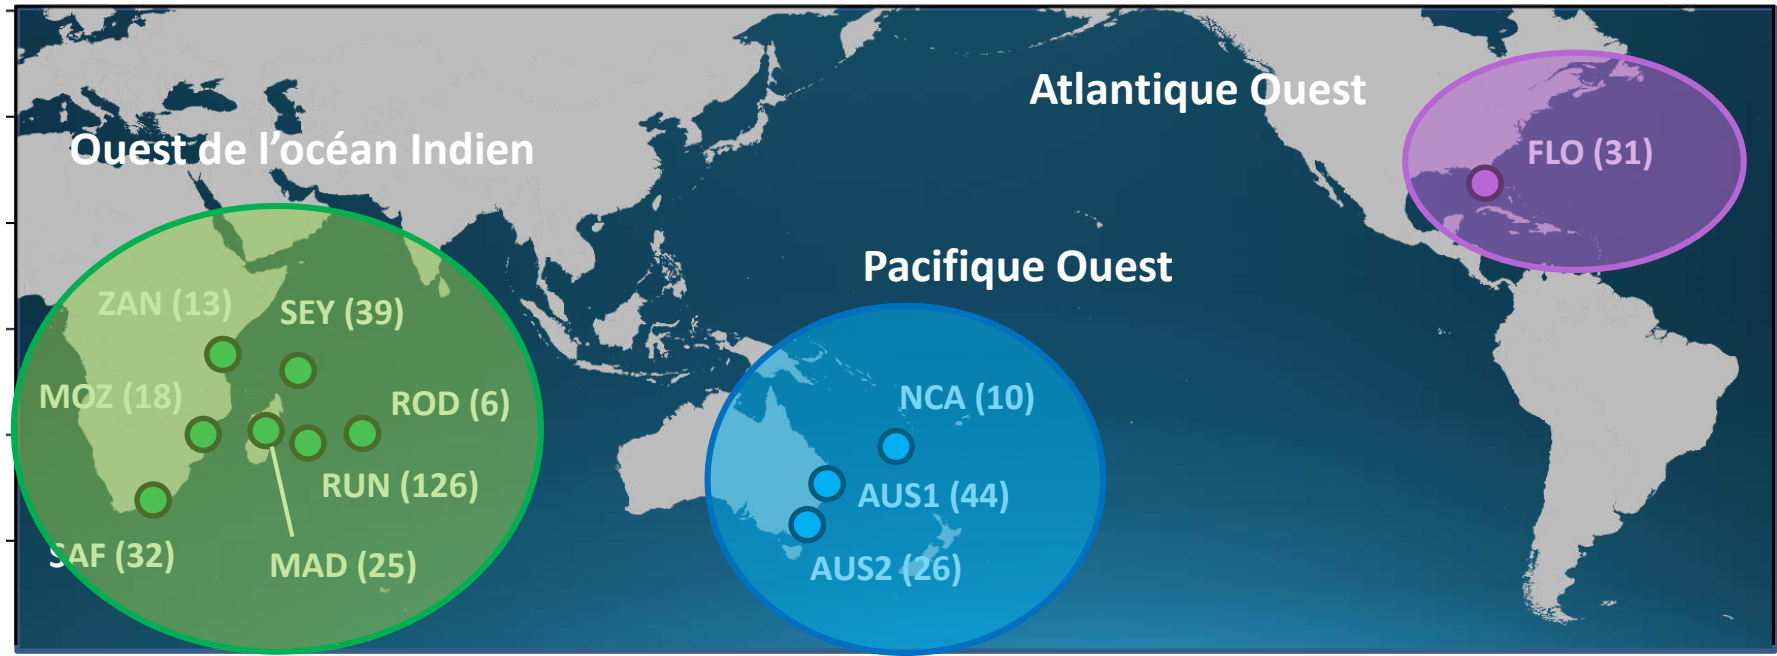 Atlantique Ouest
FLO (31)
Ouest de l'océan Indien
Pacifique Ouest
ZAN (13)
SEY (39)
MOZ (18)
ROD (6)
RUN (126)
SAF (32)
MAD (25)
NCA (10)
AUS1 (44)
AUS2 (26)